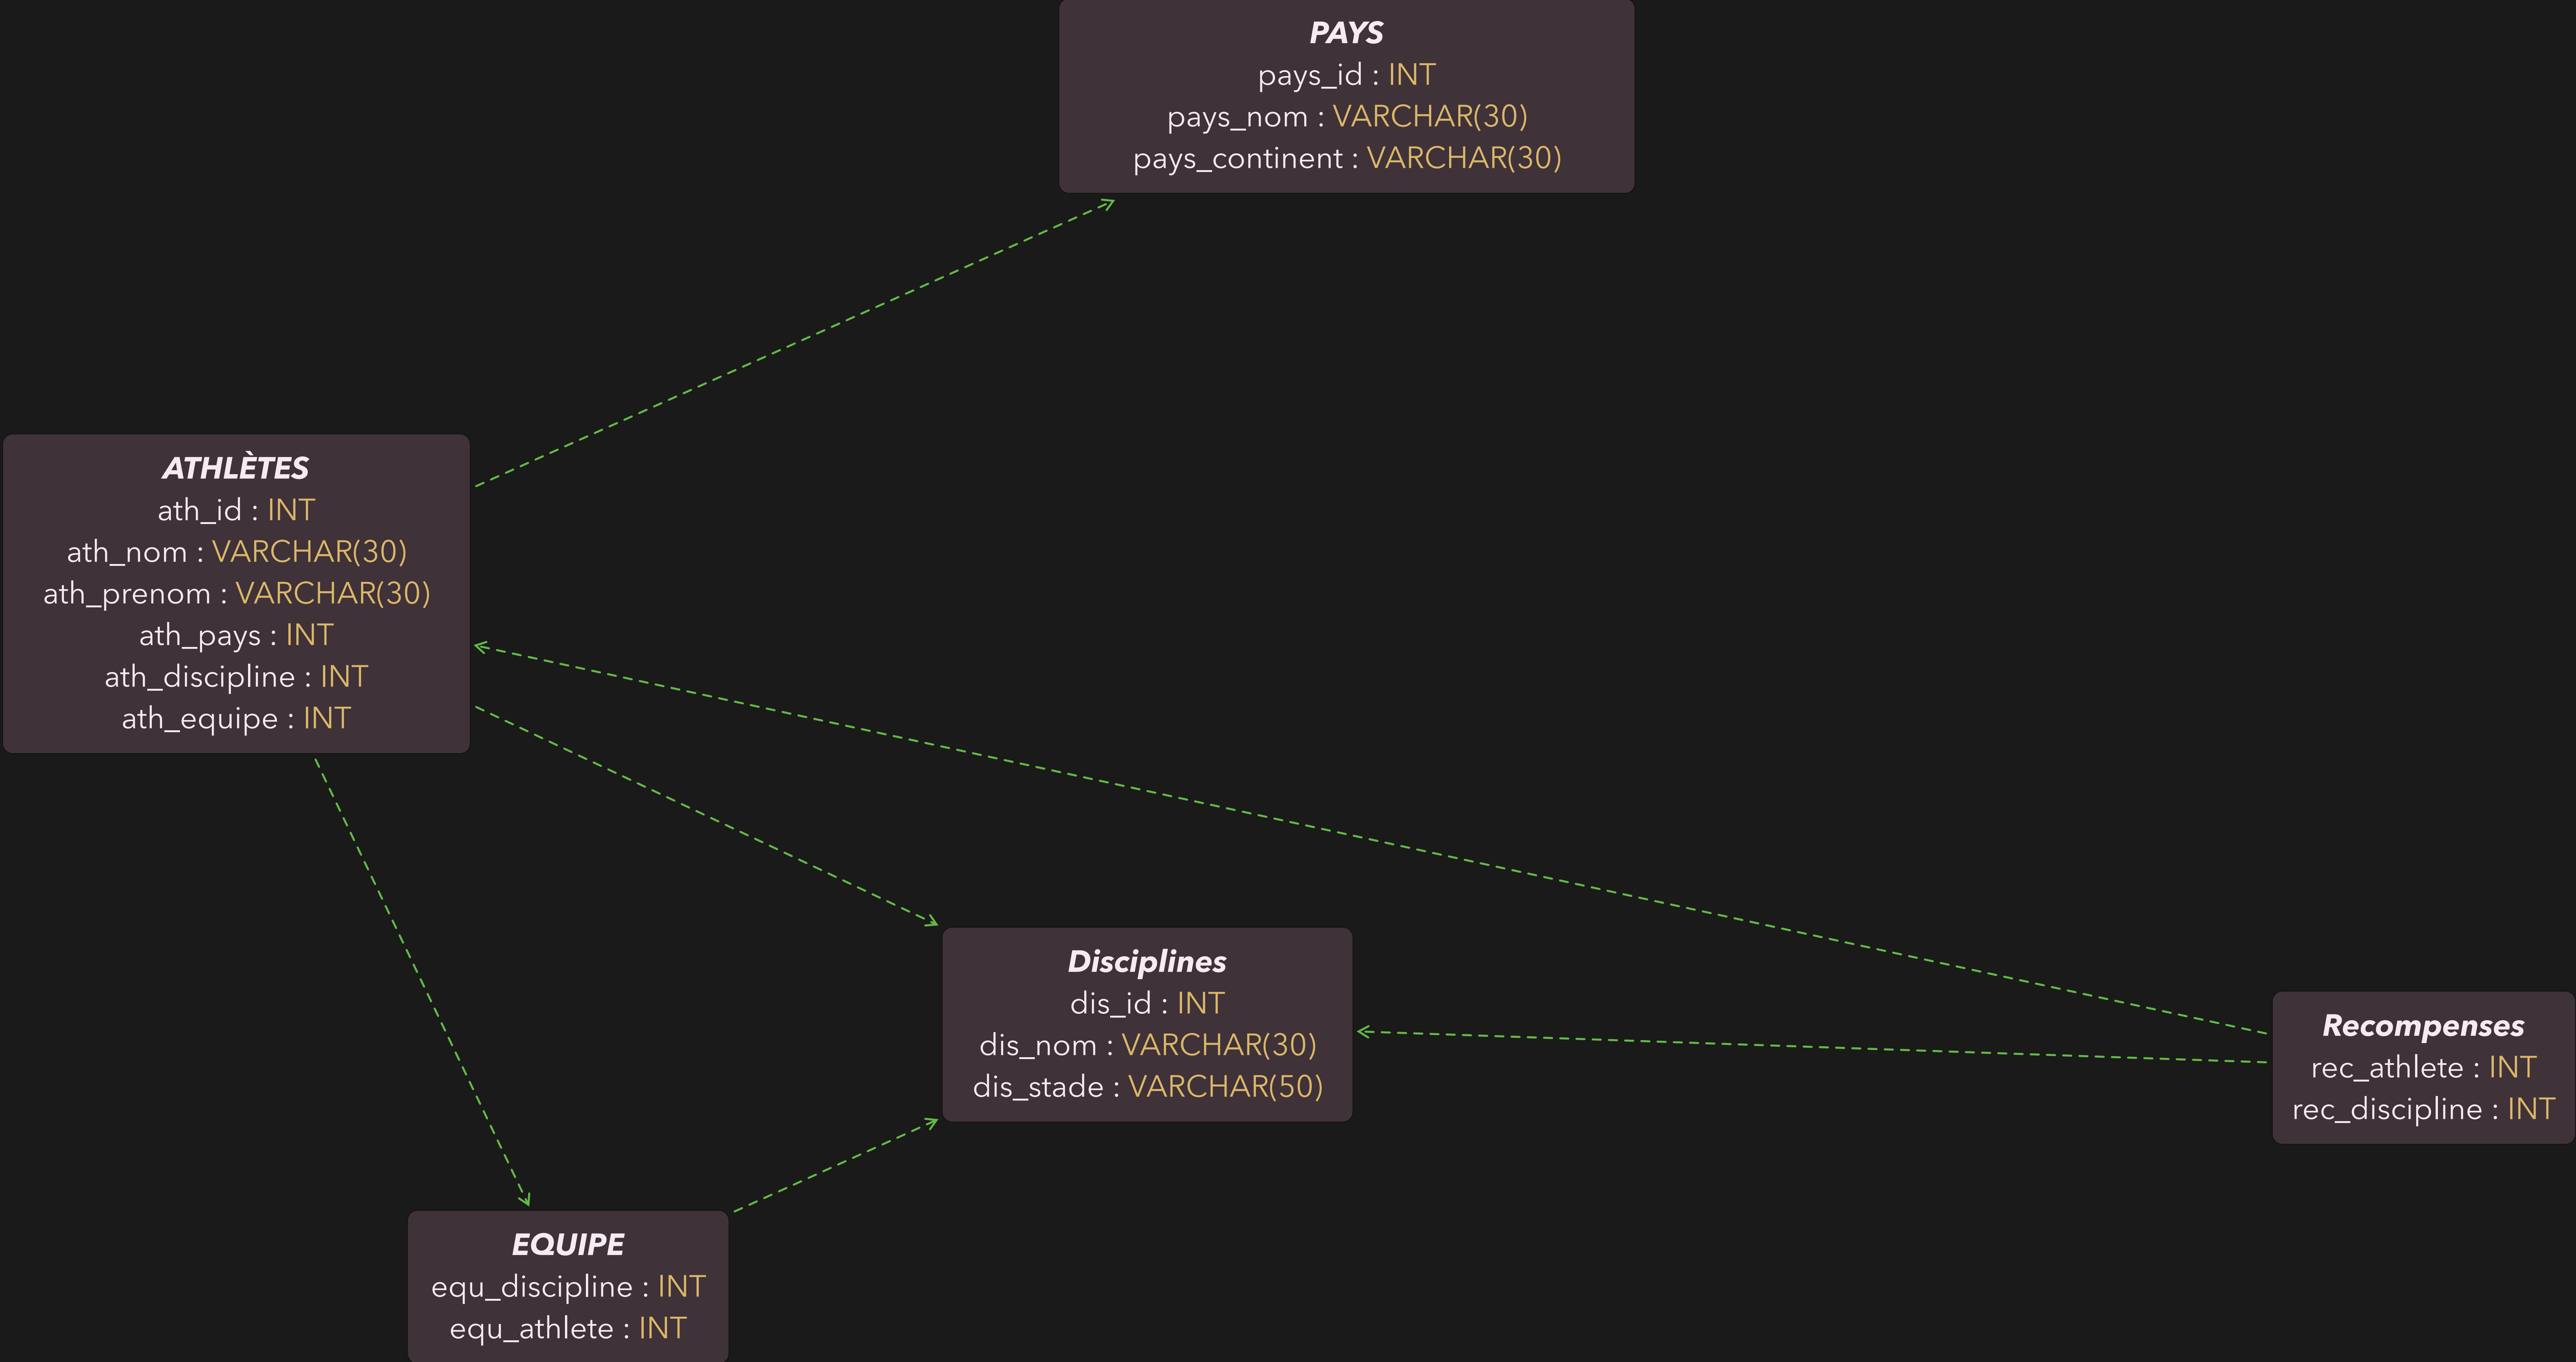 PAYS
pays_id : INT
pays_nom : VARCHAR(30)
pays_continent : VARCHAR(30)
ATHLÈTES
ath_id : INT
ath_nom : VARCHAR(30)
ath_prenom : VARCHAR(30)
ath_pays : INT
ath_discipline : INT
ath_equipe : INT
Disciplines
dis_id : INT
dis_nom : VARCHAR(30)
dis_stade : VARCHAR(50)
Recompenses
rec_athlete : INT
rec_discipline : INT
EQUIPE
equ_discipline : INT
equ_athlete : INT